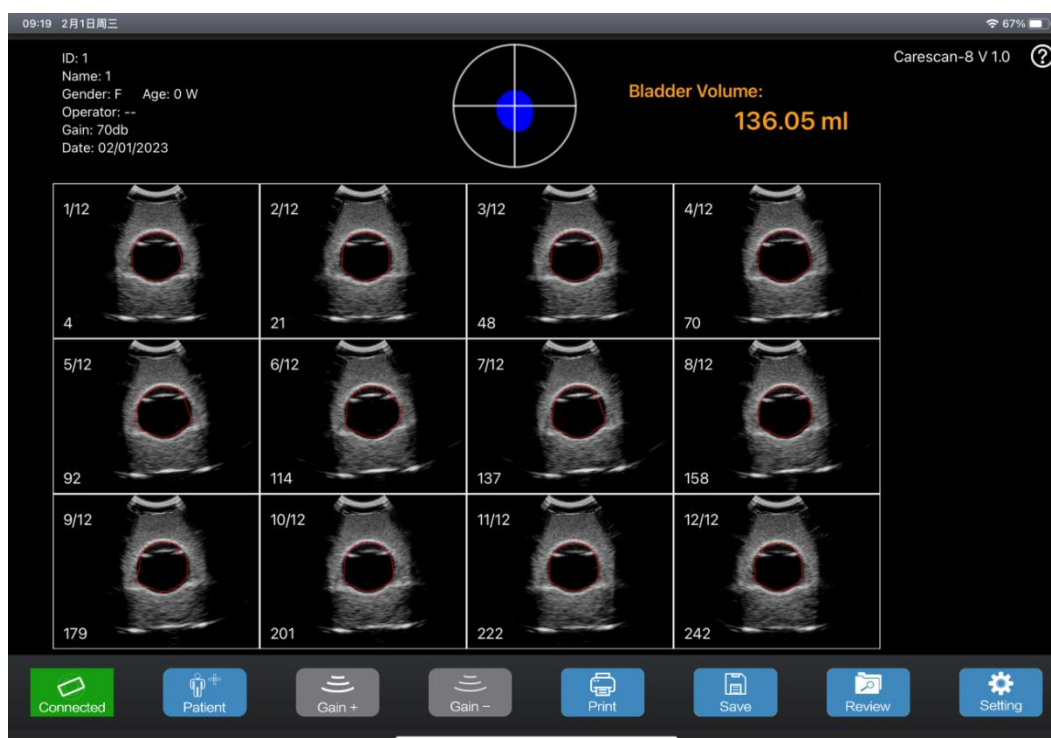 09:19 2月1日周三
67%
ID: 1
Name: 1
Gender: F Age: 0 W
Operator: --
Gain: 70db
Date: 02/01/2023
Bladder Volume:
136.05 ml
Carescan-8 V 1.0 ?
1/12
4
2/12
21
3/12
48
4/12
70
5/12
92
6/12
114
7/12
137
8/12
158
9/12
179
10/12
201
11/12
222
12/12
242
Connected
Patient
Gain +
Gain −
Print
Save
Review
Setting